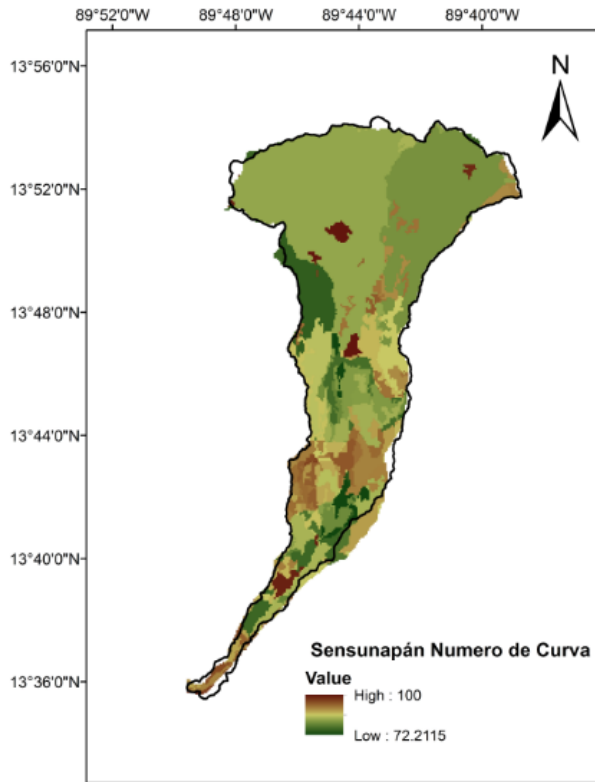 89°52'0"W 89°48'0"W 89°44'0"W 89°40'0"W
13°56'0"N
N
13°52'0"N
13°48'0"N
13°44'0"N
13°40'0"N
13°36'0"N
Sensunapán Numero de Curva
Value
High : 100
Low : 72.2115